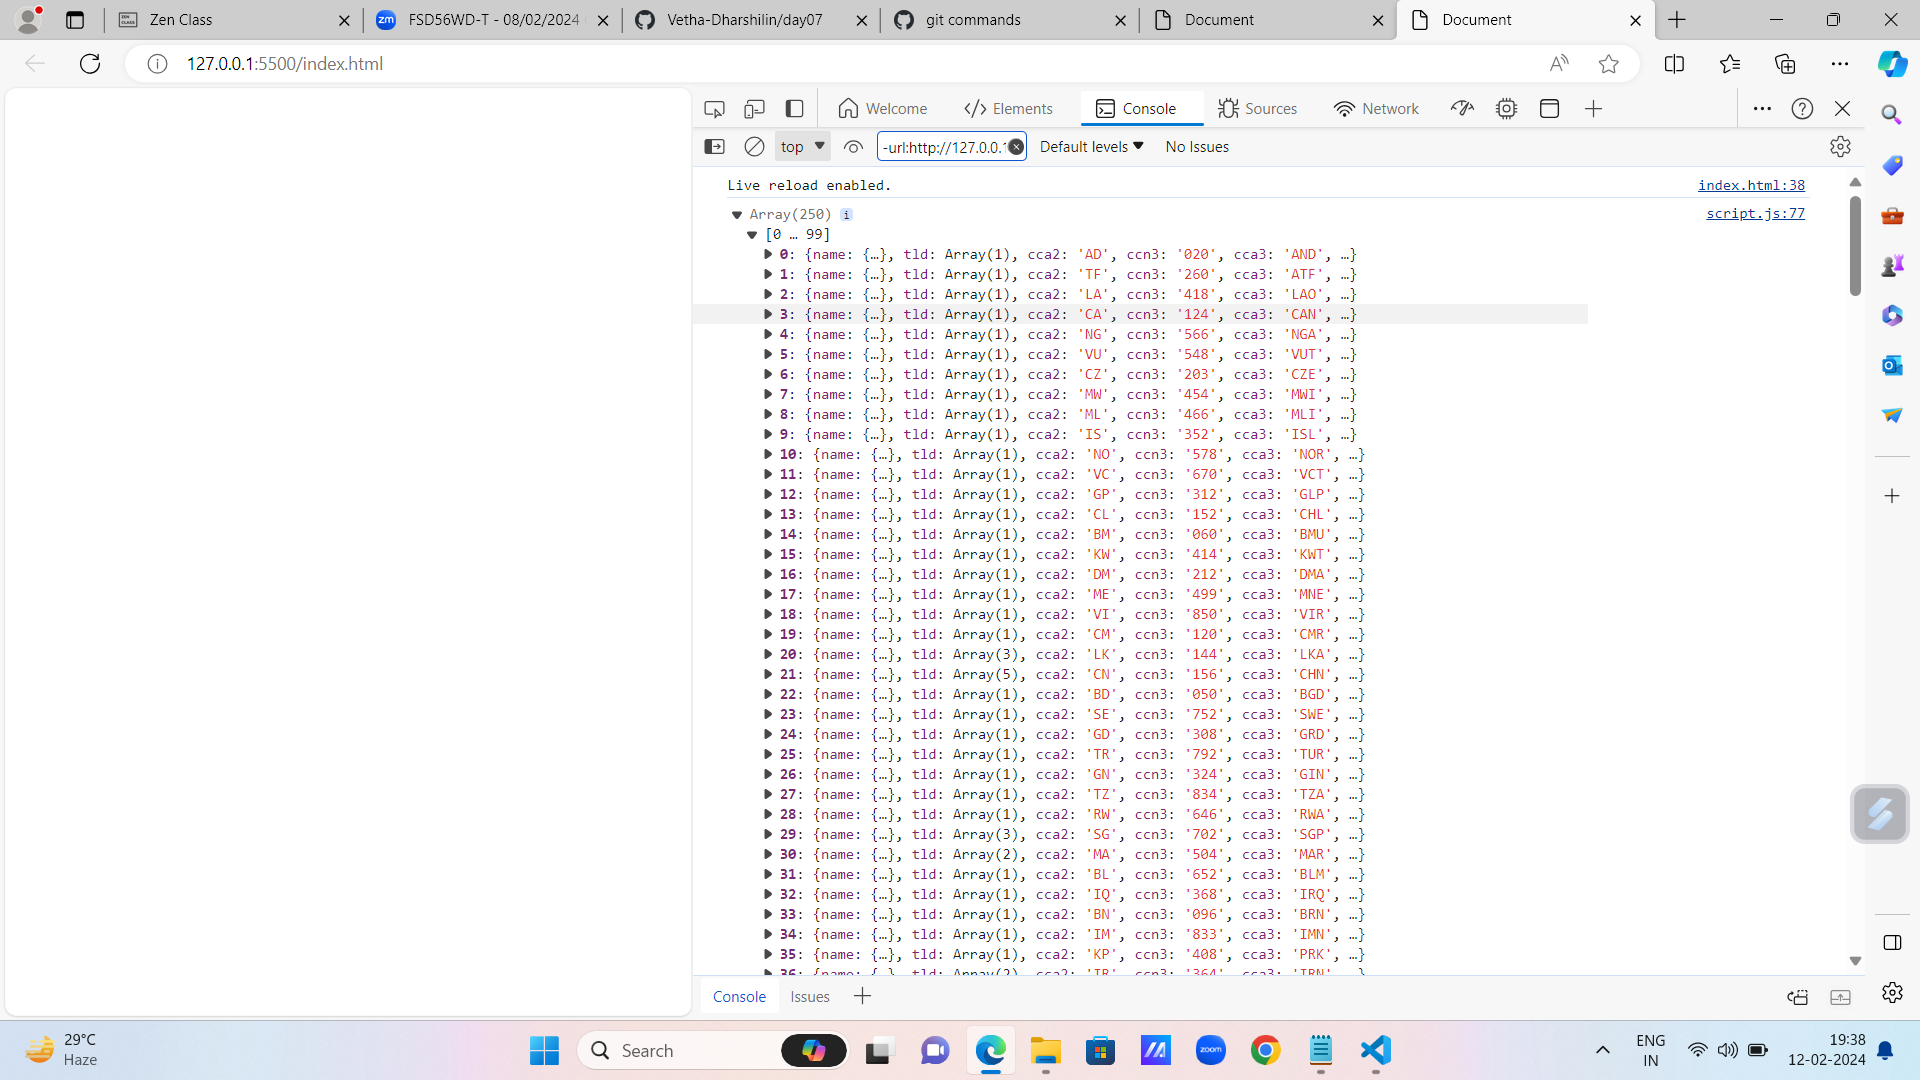 Zen Class
FSD56WD-T - 08/02/2024
Vetha-Dharshilin/day07
git commands
Document
Document
127.0.0.1:5500/index.html
Welcome
Elements
Console
Sources
Network
top
-url:http://127.0.0.1
Default levels
No Issues
Live reload enabled. index.html:38
Array(250) i script.js:77
[0 … 99]
0: {name: {…}, tld: Array(1), cca2: 'AD', ccn3: '020', cca3: 'AND', …}
1: {name: {…}, tld: Array(1), cca2: 'TF', ccn3: '260', cca3: 'ATF', …}
2: {name: {…}, tld: Array(1), cca2: 'LA', ccn3: '418', cca3: 'LAO', …}
3: {name: {…}, tld: Array(1), cca2: 'CA', ccn3: '124', cca3: 'CAN', …}
4: {name: {…}, tld: Array(1), cca2: 'NG', ccn3: '566', cca3: 'NGA', …}
5: {name: {…}, tld: Array(1), cca2: 'VU', ccn3: '548', cca3: 'VUT', …}
6: {name: {…}, tld: Array(1), cca2: 'CZ', ccn3: '203', cca3: 'CZE', …}
7: {name: {…}, tld: Array(1), cca2: 'MW', ccn3: '454', cca3: 'MWI', …}
8: {name: {…}, tld: Array(1), cca2: 'ML', ccn3: '466', cca3: 'MLI', …}
9: {name: {…}, tld: Array(1), cca2: 'IS', ccn3: '352', cca3: 'ISL', …}
10: {name: {…}, tld: Array(1), cca2: 'NO', ccn3: '578', cca3: 'NOR', …}
11: {name: {…}, tld: Array(1), cca2: 'VC', ccn3: '670', cca3: 'VCT', …}
12: {name: {…}, tld: Array(1), cca2: 'GP', ccn3: '312', cca3: 'GLP', …}
13: {name: {…}, tld: Array(1), cca2: 'CL', ccn3: '152', cca3: 'CHL', …}
14: {name: {…}, tld: Array(1), cca2: 'BM', ccn3: '060', cca3: 'BMU', …}
15: {name: {…}, tld: Array(1), cca2: 'KW', ccn3: '414', cca3: 'KWT', …}
16: {name: {…}, tld: Array(1), cca2: 'DM', ccn3: '212', cca3: 'DMA', …}
17: {name: {…}, tld: Array(1), cca2: 'ME', ccn3: '499', cca3: 'MNE', …}
18: {name: {…}, tld: Array(1), cca2: 'VI', ccn3: '850', cca3: 'VIR', …}
19: {name: {…}, tld: Array(1), cca2: 'CM', ccn3: '120', cca3: 'CMR', …}
20: {name: {…}, tld: Array(3), cca2: 'LK', ccn3: '144', cca3: 'LKA', …}
21: {name: {…}, tld: Array(5), cca2: 'CN', ccn3: '156', cca3: 'CHN', …}
22: {name: {…}, tld: Array(1), cca2: 'BD', ccn3: '050', cca3: 'BGD', …}
23: {name: {…}, tld: Array(1), cca2: 'SE', ccn3: '752', cca3: 'SWE', …}
24: {name: {…}, tld: Array(1), cca2: 'GD', ccn3: '308', cca3: 'GRD', …}
25: {name: {…}, tld: Array(1), cca2: 'TR', ccn3: '792', cca3: 'TUR', …}
26: {name: {…}, tld: Array(1), cca2: 'GN', ccn3: '324', cca3: 'GIN', …}
27: {name: {…}, tld: Array(1), cca2: 'TZ', ccn3: '834', cca3: 'TZA', …}
28: {name: {…}, tld: Array(1), cca2: 'RW', ccn3: '646', cca3: 'RWA', …}
29: {name: {…}, tld: Array(3), cca2: 'SG', ccn3: '702', cca3: 'SGP', …}
30: {name: {…}, tld: Array(2), cca2: 'MA', ccn3: '504', cca3: 'MAR', …}
31: {name: {…}, tld: Array(1), cca2: 'BL', ccn3: '652', cca3: 'BLM', …}
32: {name: {…}, tld: Array(1), cca2: 'IQ', ccn3: '368', cca3: 'IRQ', …}
33: {name: {…}, tld: Array(1), cca2: 'BN', ccn3: '096', cca3: 'BRN', …}
34: {name: {…}, tld: Array(1), cca2: 'IM', ccn3: '833', cca3: 'IMN', …}
35: {name: {…}, tld: Array(1), cca2: 'KP', ccn3: '408', cca3: 'PRK', …}
36: {name: {…}, tld: Array(2), cca2: 'IR', ccn3: '364', cca3: 'IRN', …}
Console
Issues
29°C
Haze
Search
zoom
ENG
IN
19:38
12-02-2024